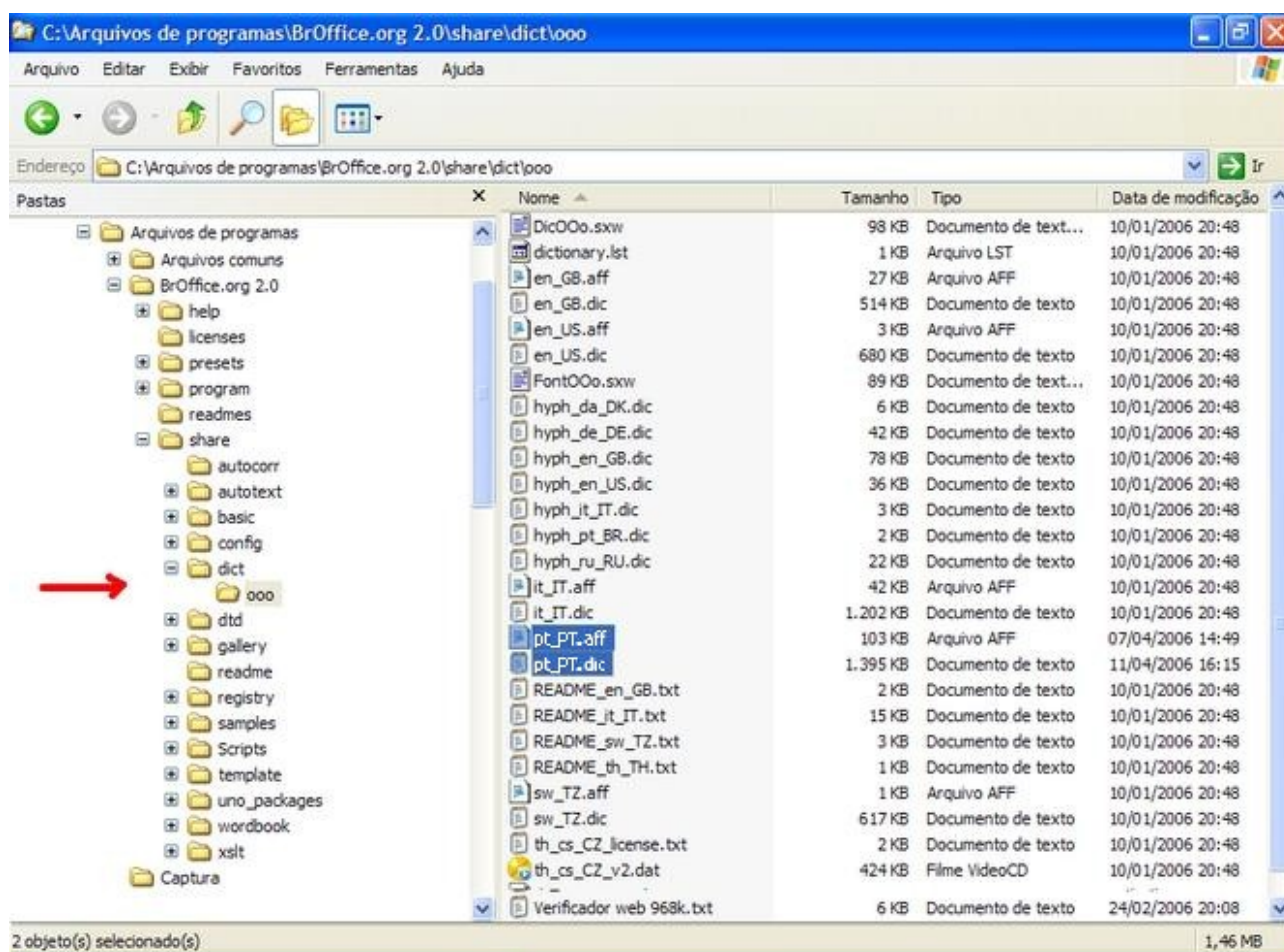 C:\Arquivos de programas\BrOffice.org 2.0\share\dict\ooo
Arquivo Editar Exibir Favoritos Ferramentas Ajuda
Endereço C:\Arquivos de programas\BrOffice.org 2.0\share\dict\ooo Ir
Pastas X Nome Tamanho Tipo Data de modificação
Arquivos de programas
Arquivos comuns
BrOffice.org 2.0
help
licenses
presets
program
readmes
share
autocorr
autotext
basic
config
dict
ooo
dtd
gallery
readme
registry
samples
Scripts
template
uno_packages
wordbook
xslt
Captura
DicOOo.sxw 98 KB Documento de text... 10/01/2006 20:48
dictionary.lst 1 KB Arquivo LST 10/01/2006 20:48
en_GB.aff 27 KB Arquivo AFF 10/01/2006 20:48
en_GB.dic 514 KB Documento de texto 10/01/2006 20:48
en_US.aff 3 KB Arquivo AFF 10/01/2006 20:48
en_US.dic 680 KB Documento de texto 10/01/2006 20:48
FontOOo.sxw 89 KB Documento de text... 10/01/2006 20:48
hyph_da_DK.dic 6 KB Documento de texto 10/01/2006 20:48
hyph_de_DE.dic 42 KB Documento de texto 10/01/2006 20:48
hyph_en_GB.dic 78 KB Documento de texto 10/01/2006 20:48
hyph_en_US.dic 36 KB Documento de texto 10/01/2006 20:48
hyph_it_IT.dic 3 KB Documento de texto 10/01/2006 20:48
hyph_pt_BR.dic 2 KB Documento de texto 10/01/2006 20:48
hyph_ru_RU.dic 22 KB Documento de texto 10/01/2006 20:48
it_IT.aff 42 KB Arquivo AFF 10/01/2006 20:48
it_IT.dic 1.202 KB Documento de texto 10/01/2006 20:48
pt_PT.aff 103 KB Arquivo AFF 07/04/2006 14:49
pt_PT.dic 1.395 KB Documento de texto 11/04/2006 16:15
README_en_GB.txt 2 KB Documento de texto 10/01/2006 20:48
README_it_IT.txt 15 KB Documento de texto 10/01/2006 20:48
README_sw_TZ.txt 3 KB Documento de texto 10/01/2006 20:48
README_th_TH.txt 1 KB Documento de texto 10/01/2006 20:48
sw_TZ.aff 1 KB Arquivo AFF 10/01/2006 20:48
sw_TZ.dic 617 KB Documento de texto 10/01/2006 20:48
th_cs_CZ_license.txt 2 KB Documento de texto 10/01/2006 20:48
th_cs_CZ_v2.dat 424 KB Filme VideoCD 10/01/2006 20:48
Verificador web 968k.txt 6 KB Documento de texto 24/02/2006 20:08
2 objeto(s) selecionado(s) 1,46 MB